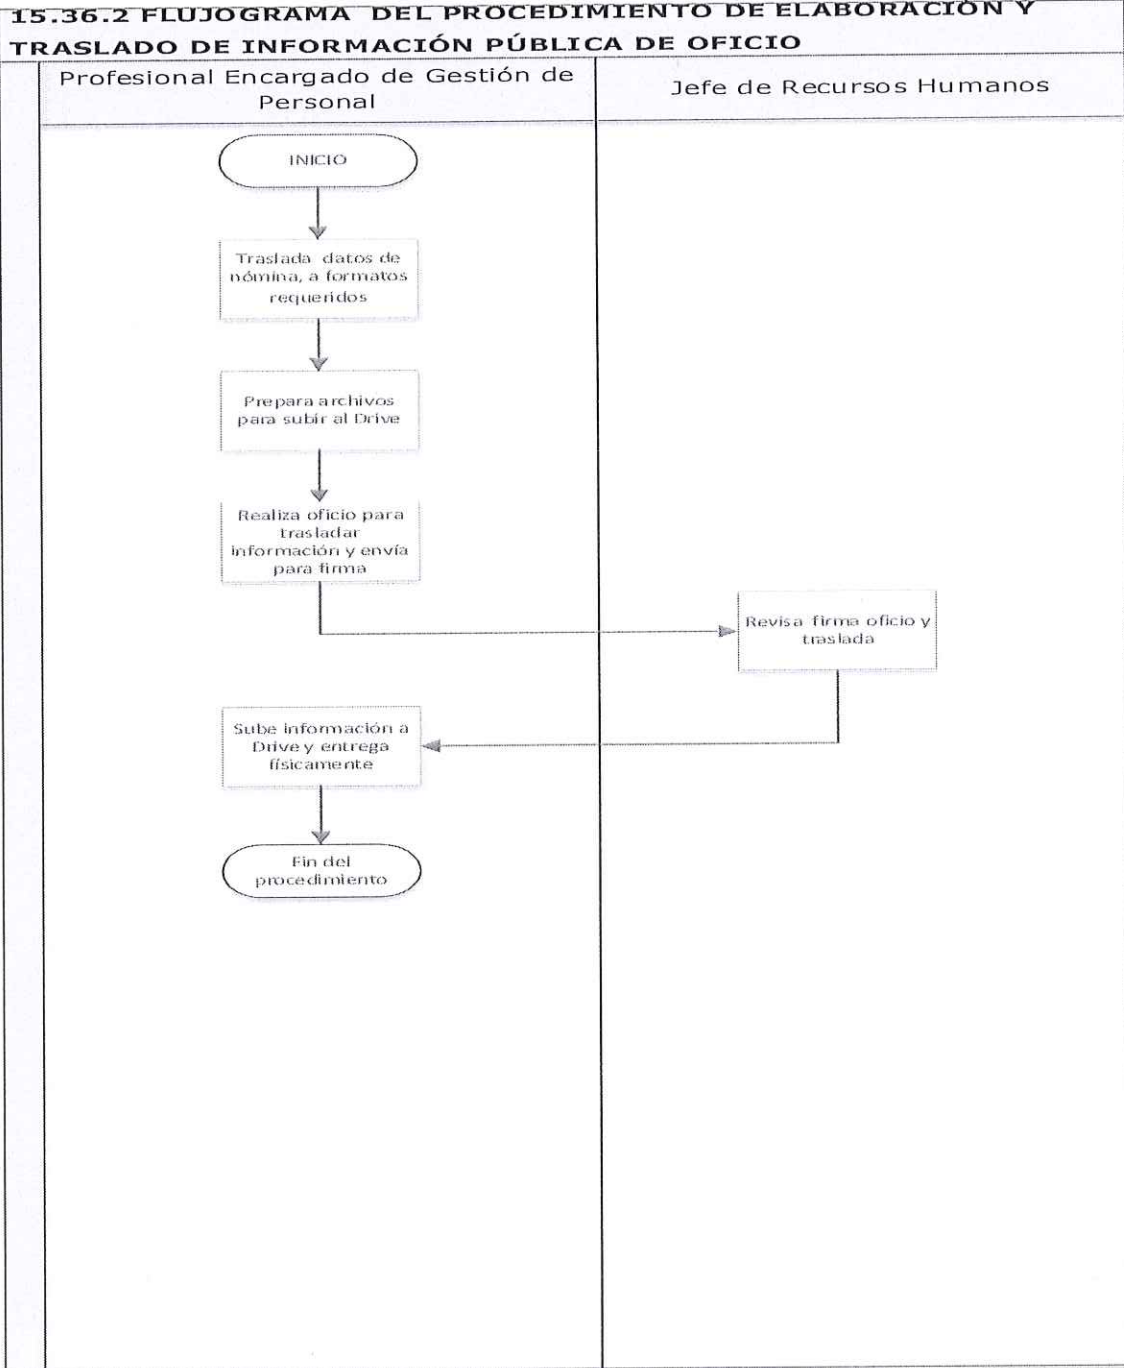 15.36.2 FLUJOGRAMA DEL PROCEDIMIENTO DE ELABORACIÓN Y
TRASLADO DE INFORMACIÓN PÚBLICA DE OFICIO
Profesional Encargado de Gestión de
Personal
Jefe de Recursos Humanos
INICIO
Traslada datos de
nómina, a formatos
requeridos
Prepara archivos
para subir al Drive
Realiza oficio para
trasladar
información y envía
para firma
Revisa firma oficio y
traslada
Sube información a
Drive y entrega
físicamente
Fin del
procedimiento